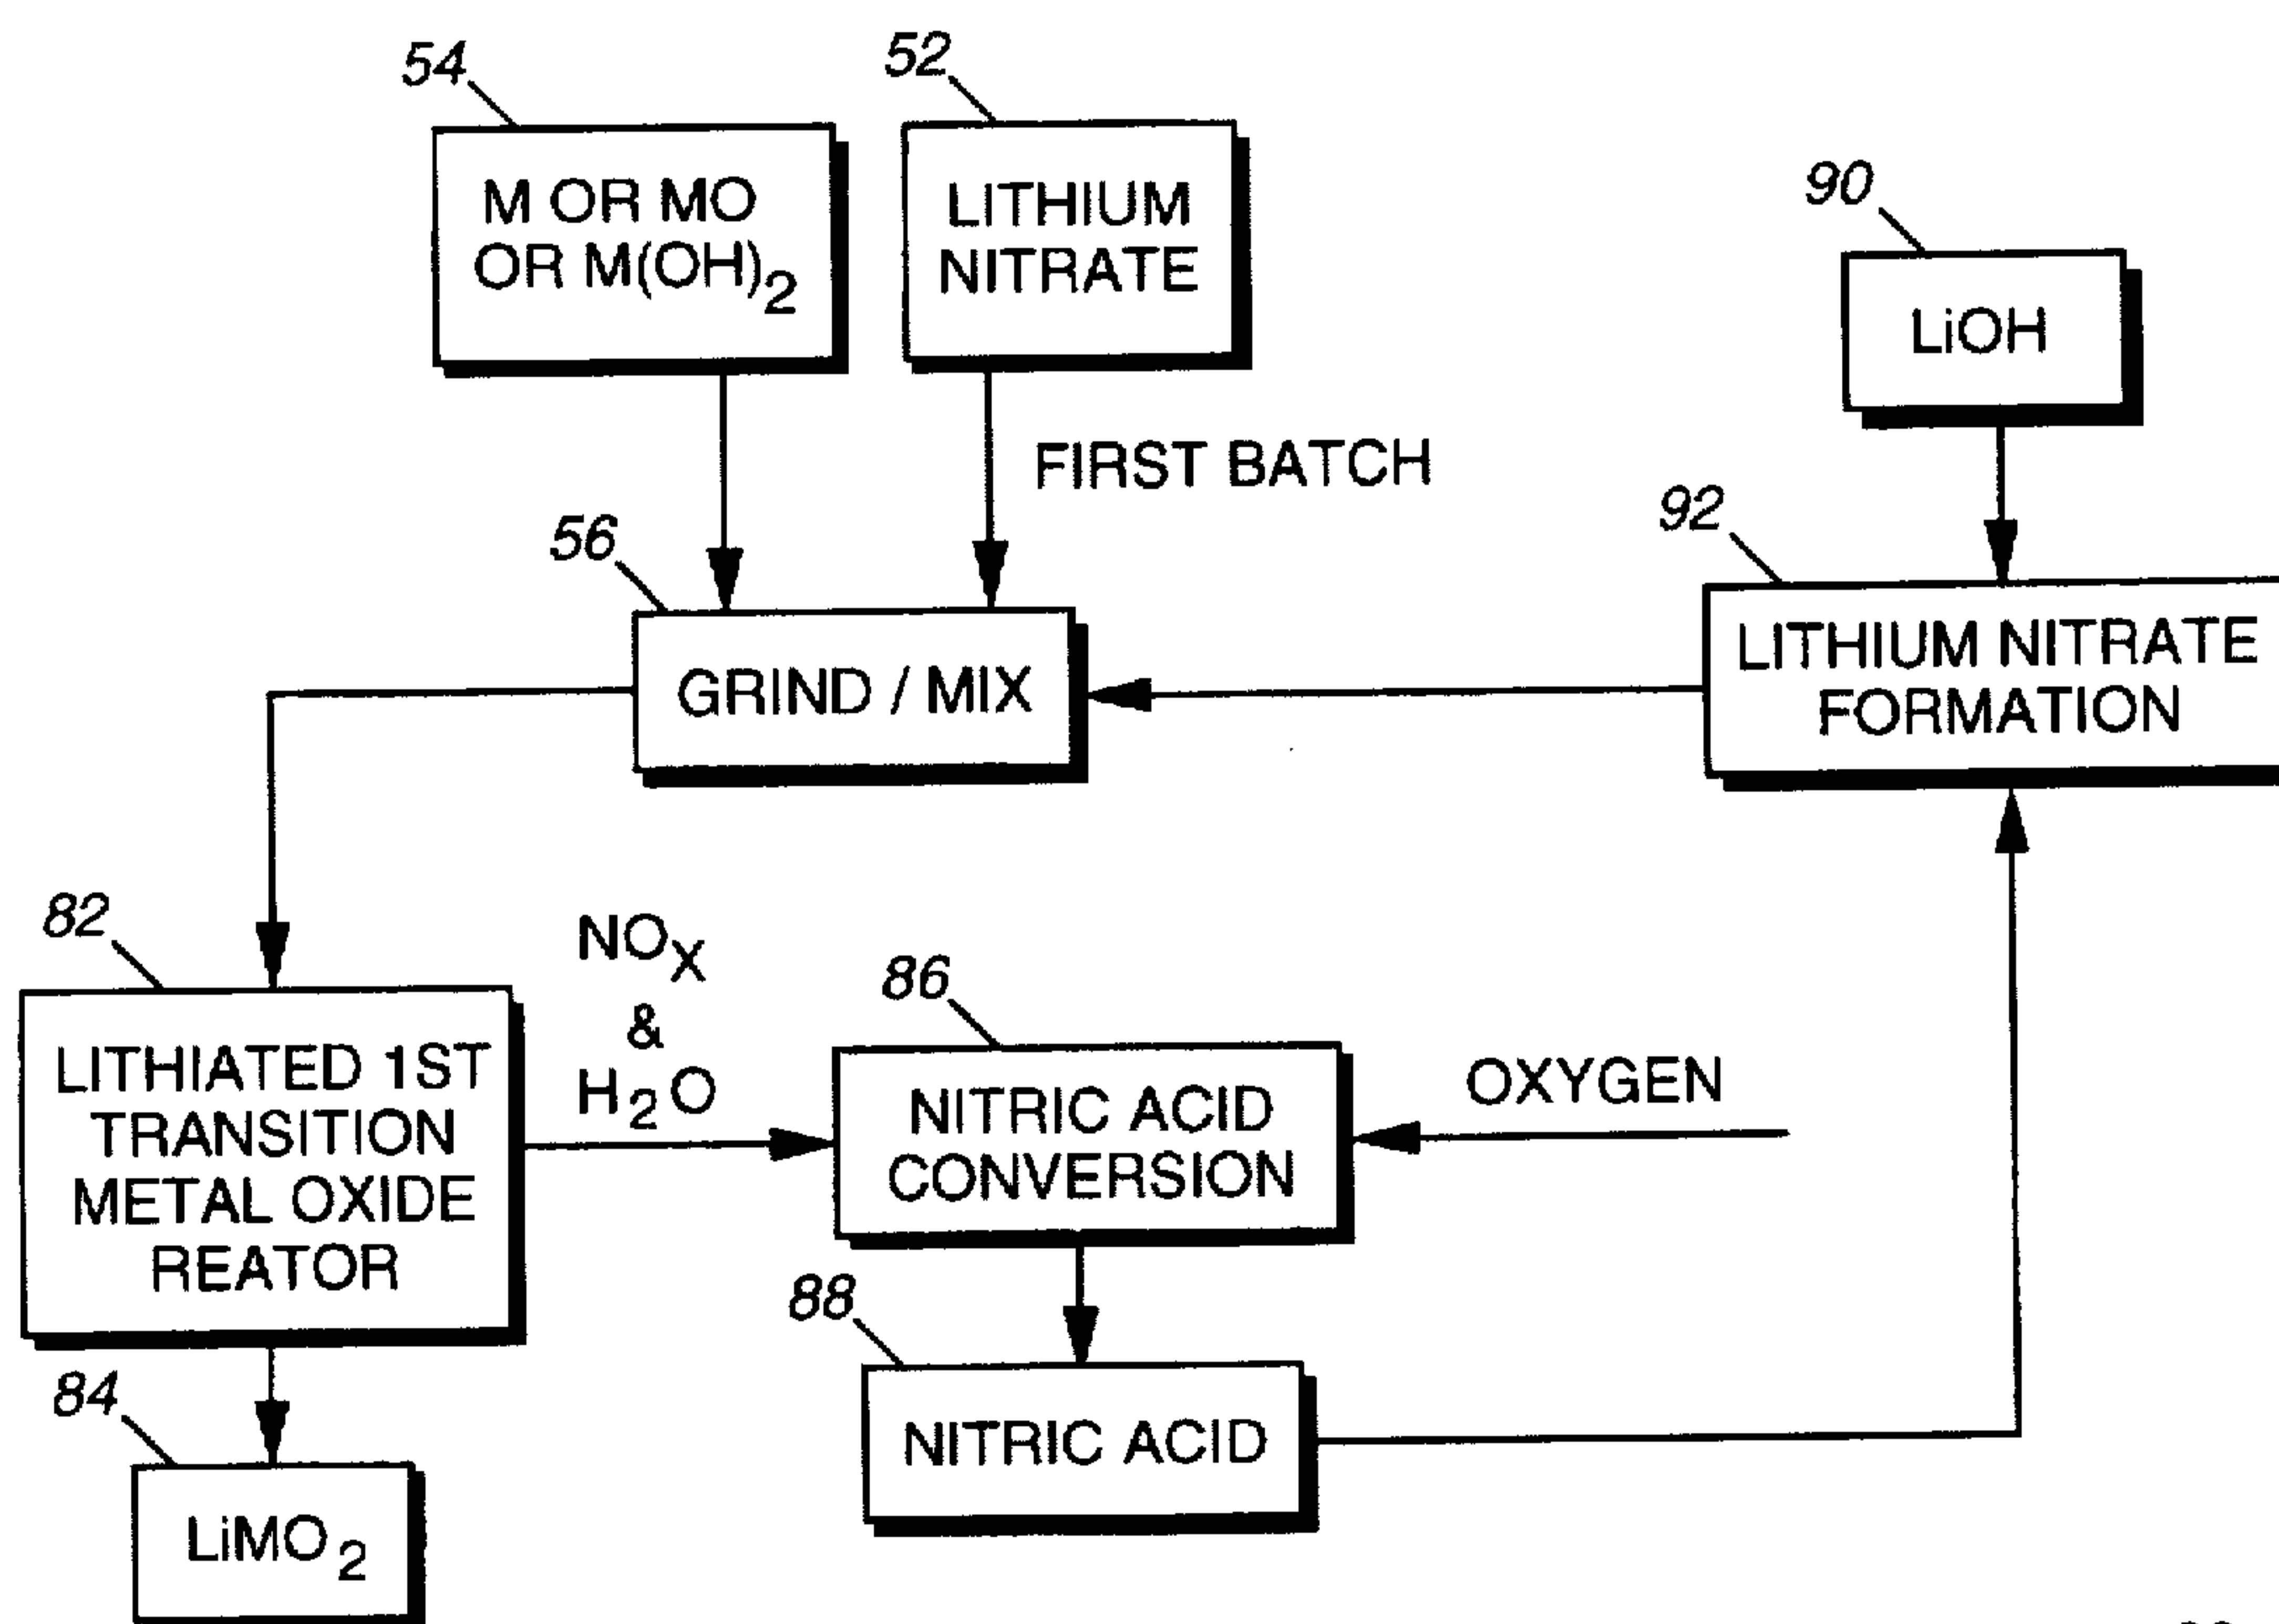 54
M OR MO
OR M(OH)2
52
LITHIUM
NITRATE
FIRST BATCH
90
LiOH
56
GRIND / MIX
92
LITHIUM NITRATE
FORMATION
82
LITHIATED 1ST
TRANSITION
METAL OXIDE
REATOR
NOX
&
H2O
86
NITRIC ACID
CONVERSION
OXYGEN
84
LiMO2
88
NITRIC ACID